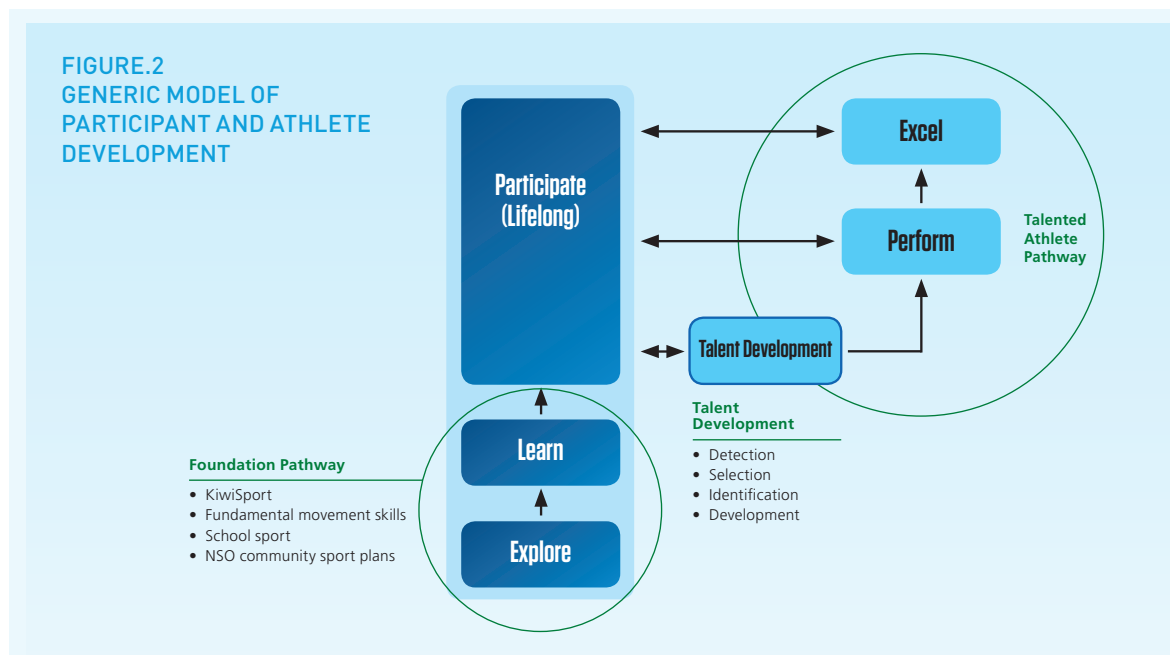 FIGURE.2
GENERIC MODEL OF
PARTICIPANT AND ATHLETE
DEVELOPMENT
Participate
(Lifelong)
Excel
Perform
Talented
Athlete
Pathway
Talent Development
Talent
Development
• Detection
• Selection
• Identification
• Development
Learn
Explore
Foundation Pathway
• KiwiSport
• Fundamental movement skills
• School sport
• NSO community sport plans